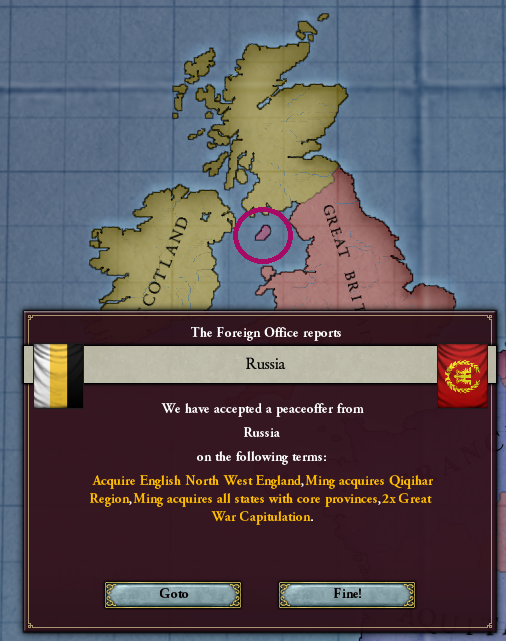 COTLAND
GREAT BRIT
The Foreign Office reports
Russia
We have accepted a peaceoffer from
Russia
on the following terms:
Acquire English North West England,Ming acquires Qiqihar
Region,Ming acquires all states with core provinces,2x Great
War Capitulation.
Goto
Fine!